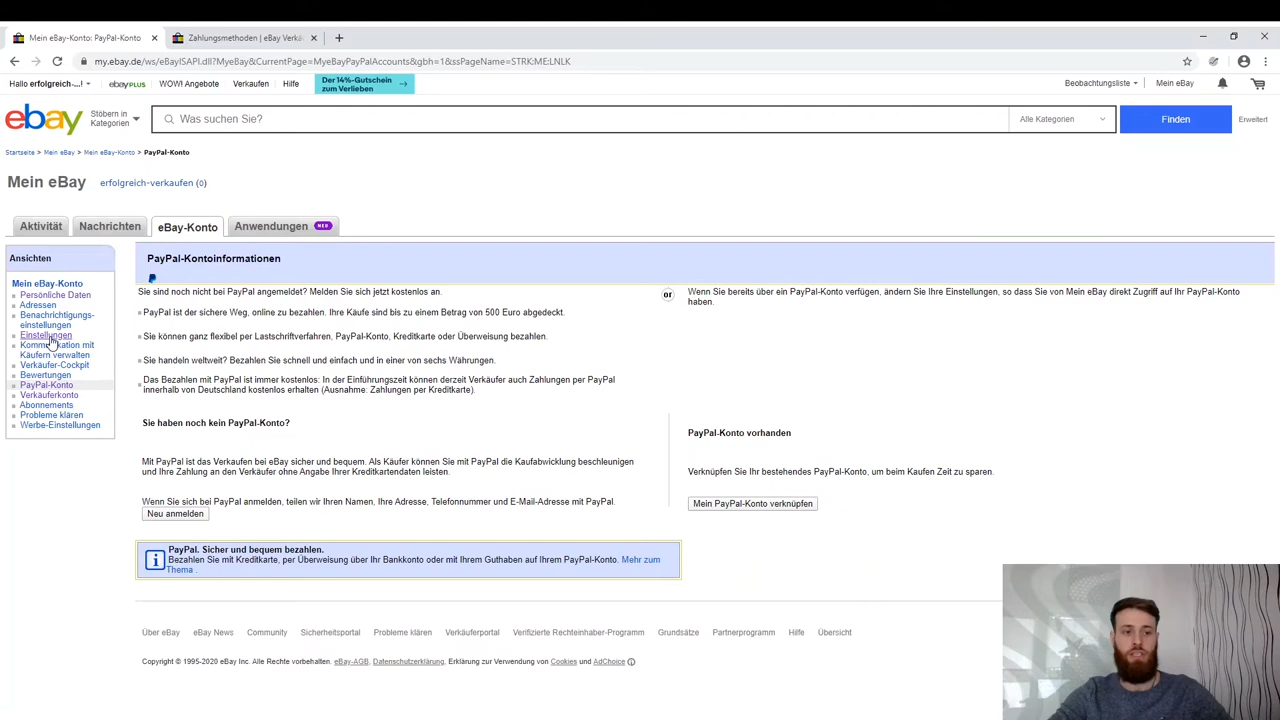 Mein eBay-Konto: PayPal-Konto
Zahlungsmethoden | eBay Verkä
my.ebay.de/ws/eBayISAPI.dll?MyeBay&CurrentPage=MyeBayPayPalAccounts&gbh=1&ssPageName=STRK:ME:LNLK
Hallo erfolgreich-...! ebay PLUS WOW! Angebote Verkaufen Hilfe
Der 14%-Gutschein
zum Verlieben
Beobachtungsliste Mein eBay
ebay
Stöbern in
Kategorien
Was suchen Sie?
Alle Kategorien
Finden
Erweitert
Startseite > Mein eBay > Mein eBay-Konto > PayPal-Konto
Mein eBay erfolgreich-verkaufen (0)
Aktivität Nachrichten eBay-Konto Anwendungen NEU
Ansichten
Mein eBay-Konto
Persönliche Daten
Adressen
Benachrichtigungs-
einstellungen
Einstellungen
Kommunikation mit
Käufern verwalten
Verkäufer-Cockpit
Bewertungen
PayPal-Konto
Verkäuferkonto
Abonnements
Probleme klären
Werbe-Einstellungen
PayPal-Kontoinformationen
Sie sind noch nicht bei PayPal angemeldet? Melden Sie sich jetzt kostenlos an.
PayPal ist der sichere Weg, online zu bezahlen. Ihre Käufe sind bis zu einem Betrag von 500 Euro abgedeckt.
Sie können ganz flexibel per Lastschriftverfahren, PayPal-Konto, Kreditkarte oder Überweisung bezahlen.
Sie handeln weltweit? Bezahlen Sie schnell und einfach und in einer von sechs Währungen.
Das Bezahlen mit PayPal ist immer kostenlos: In der Einführungszeit können derzeit Verkäufer auch Zahlungen per PayPal
innerhalb von Deutschland kostenlos erhalten (Ausnahme: Zahlungen per Kreditkarte).
or
Wenn Sie bereits über ein PayPal-Konto verfügen, ändern Sie Ihre Einstellungen, so dass Sie von Mein eBay direkt Zugriff auf Ihr PayPal-Konto
haben.
Sie haben noch kein PayPal-Konto?
Mit PayPal ist das Verkaufen bei eBay sicher und bequem. Als Käufer können Sie mit PayPal die Kaufabwicklung beschleunigen
und Ihre Zahlung an den Verkäufer ohne Angabe Ihrer Kreditkartendaten leisten.
Wenn Sie sich bei PayPal anmelden, teilen wir Ihren Namen, Ihre Adresse, Telefonnummer und E-Mail-Adresse mit PayPal.
Neu anmelden
PayPal-Konto vorhanden
Verknüpfen Sie Ihr bestehendes PayPal-Konto, um beim Kaufen Zeit zu sparen.
Mein PayPal-Konto verknüpfen
PayPal. Sicher und bequem bezahlen.
Bezahlen Sie mit Kreditkarte, per Überweisung über Ihr Bankkonto oder mit Ihrem Guthaben auf Ihrem PayPal-Konto. Mehr zum
Thema .
Über eBay eBay News Community Sicherheitsportal Probleme klären Verkäuferportal Verifizierte Rechteinhaber-Programm Grundsätze Partnerprogramm Hilfe Übersicht
Copyright © 1995-2020 eBay Inc. Alle Rechte vorbehalten. eBay-AGB, Datenschutzerklärung, Erklärung zur Verwendung von Cookies und AdChoice